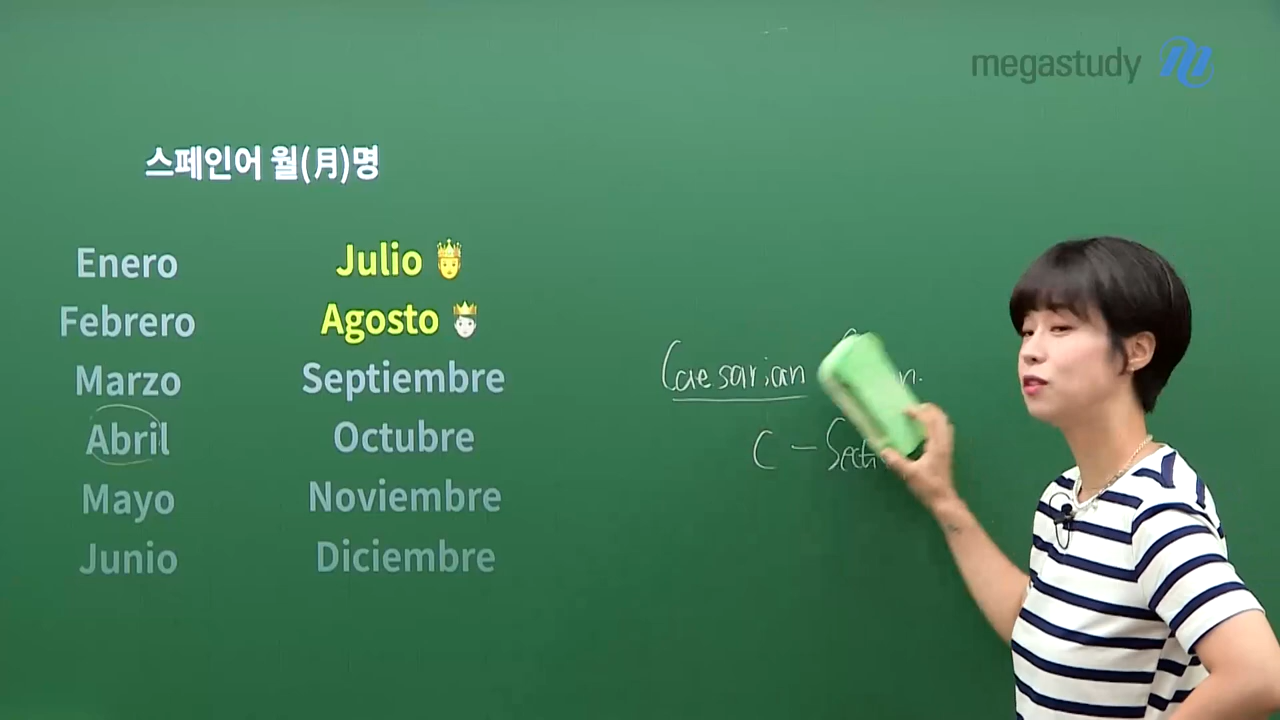 megastudy
스페인어 월(月)명
Enero
Febrero
Marzo
Abril
Mayo
Junio
Julio
Agosto
Septiembre
Octubre
Noviembre
Diciembre
Caesarian
C -